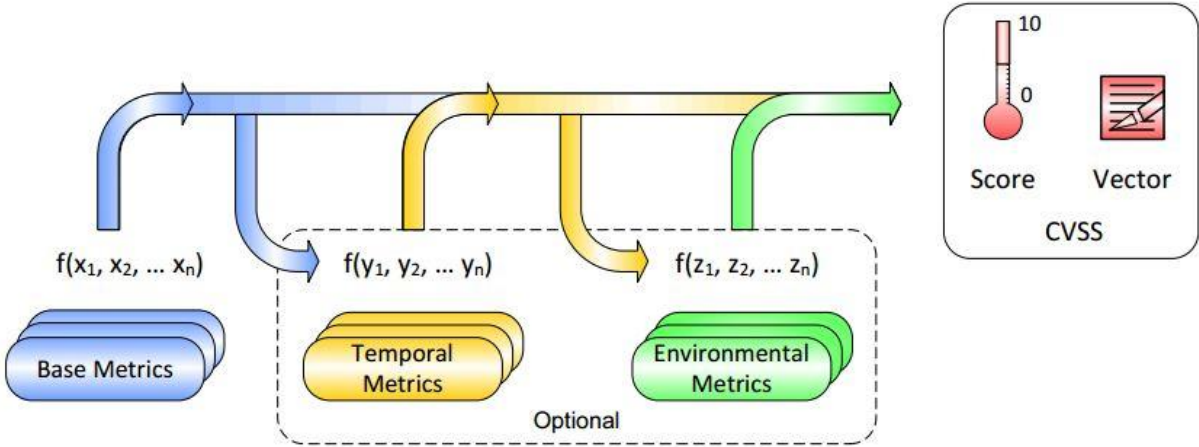 10
0
Score Vector
CVSS
f(x₁, x₂, ... xₙ) f(y₁, y₂, ... yₙ) f(z₁, z₂, ... zₙ)
Base Metrics
Temporal
Metrics
Environmental
Metrics
Optional